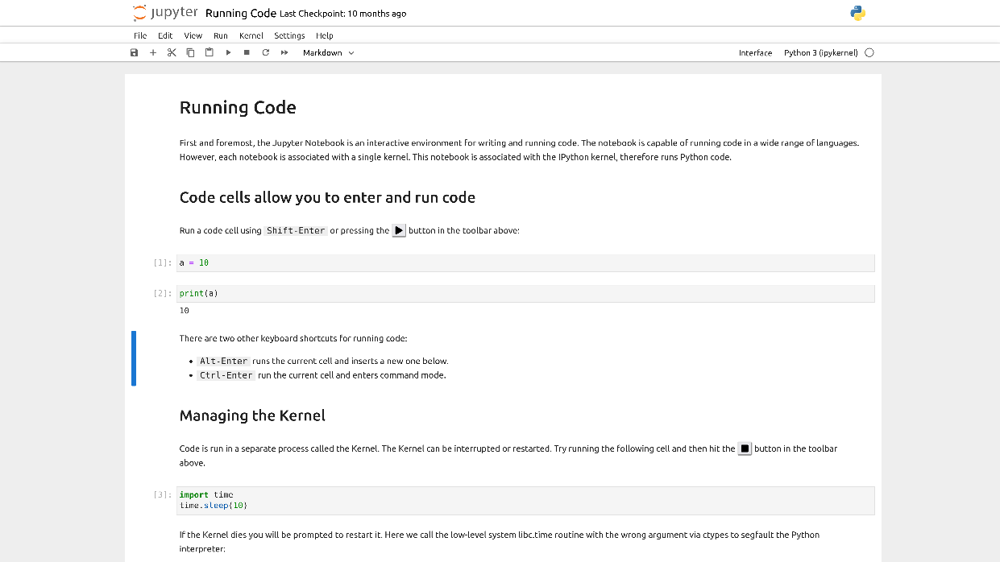 jupyter Running Code Last Checkpoint: 10 months ago
File Edit View Run Kernel Settings Help
Markdown Interface Python 3 (ipykernel)
Running Code
First and foremost, the Jupyter Notebook is an interactive environment for writing and running code. The notebook is capable of running code in a wide range of languages.
However, each notebook is associated with a single kernel. This notebook is associated with the IPython kernel, therefore runs Python code.
Code cells allow you to enter and run code
Run a code cell using Shift-Enter or pressing the button in the toolbar above:
[1]: a = 10
[2]: print(a)
10
There are two other keyboard shortcuts for running code:
• Alt-Enter runs the current cell and inserts a new one below.
• Ctrl-Enter run the current cell and enters command mode.
Managing the Kernel
Code is run in a separate process called the Kernel. The Kernel can be interrupted or restarted. Try running the following cell and then hit the button in the toolbar
above.
[3]: import time
time.sleep(10)
If the Kernel dies you will be prompted to restart it. Here we call the low-level system libc.time routine with the wrong argument via ctypes to segfault the Python
interpreter: